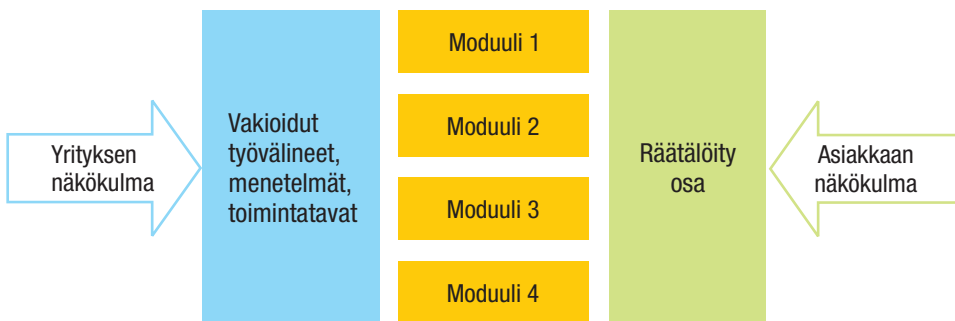 Yrityksen
näkökulma
Vakioidut
työvälineet,
menetelmät,
toimintatavat
Moduuli 1
Moduuli 2
Moduuli 3
Moduuli 4
Räätälöity
osa
Asiakkaan
näkökulma